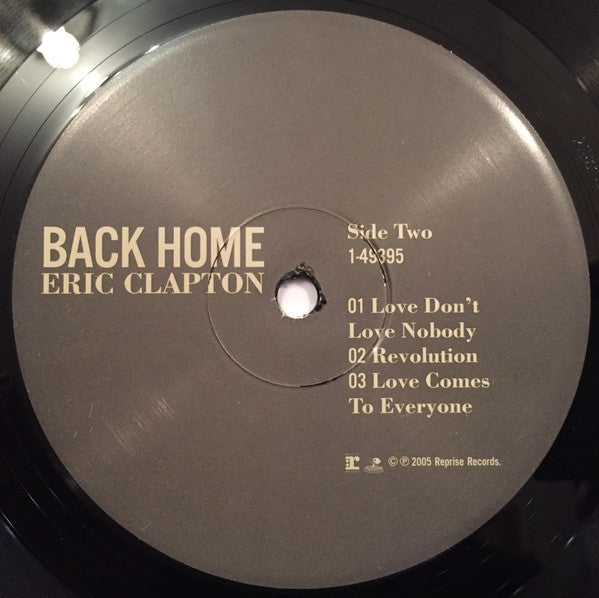 BACK HOME
ERIC CLAPTON
Side Two
1-49395
01 Love Don't
Love Nobody
02 Revolution
03 Love Comes
To Everyone
r
© ℗ 2005 Reprise Records.